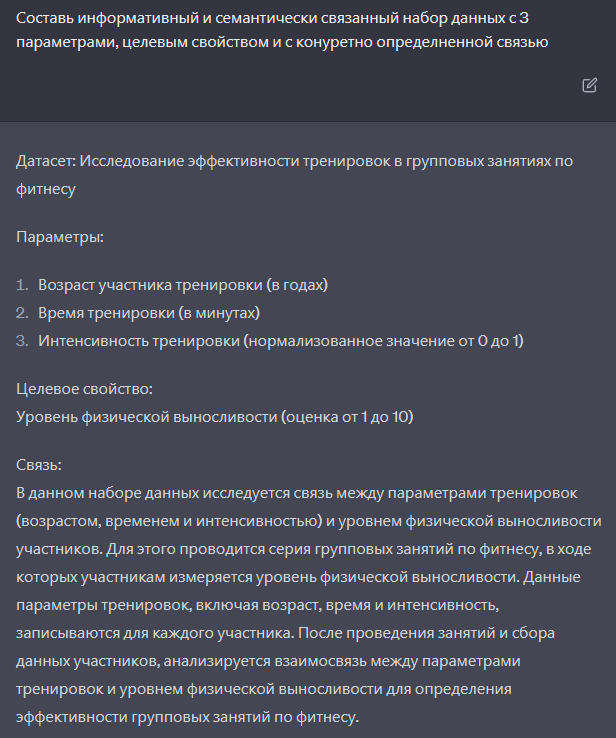 Составь информативный и семантически связанный набор данных с 3
параметрами, целевым свойством и с конуретно определненной связью
Датасет: Исследование эффективности тренировок в групповых занятиях по
фитнесу
Параметры:
1. Возраст участника тренировки (в годах)
2. Время тренировки (в минутах)
3. Интенсивность тренировки (нормализованное значение от 0 до 1)
Целевое свойство:
Уровень физической выносливости (оценка от 1 до 10)
Связь:
В данном наборе данных исследуется связь между параметрами тренировок
(возрастом, временем и интенсивностью) и уровнем физической выносливости
участников. Для этого проводится серия групповых занятий по фитнесу, в ходе
которых участникам измеряется уровень физической выносливости. Данные
параметры тренировок, включая возраст, время и интенсивность,
записываются для каждого участника. После проведения занятий и сбора
данных участников, анализируется взаимосвязь между параметрами
тренировок и уровнем физической выносливости для определения
эффективности групповых занятий по фитнесу.